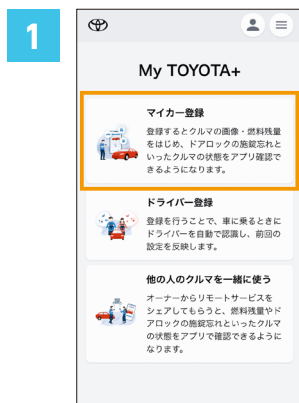 1
My TOYOTA+
マイカー登録
登録するとクルマの画像・燃料残量
をはじめ、ドアロックの施錠忘れと
いったクルマの状態をアプリ確認で
きるようになります。
ドライバー登録
登録を行うことで、車に乗るときに
ドライバーを自動で認識し、前回の
設定を反映します。
他の人のクルマを一緒に使う
オーナーからリモートサービスを
シェアしてもらうと、燃料残量やド
アロックの施錠忘れといったクルマ
の状態をアプリで確認できるように
なります。